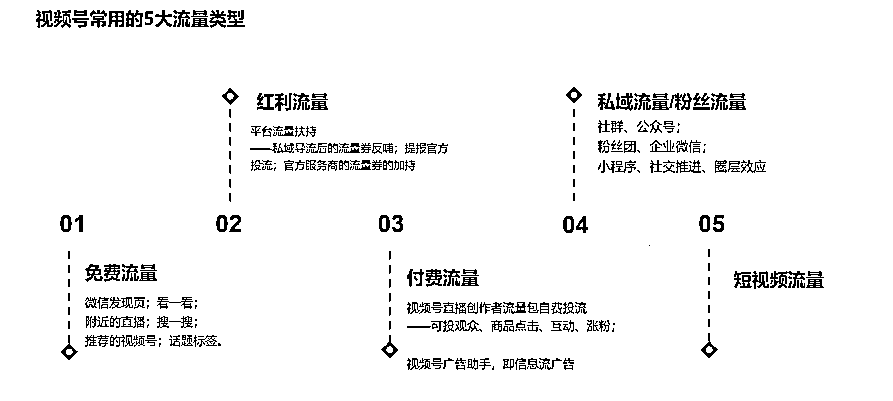 视频号常用的5大流量类型
01
免费流量
微信发现页；看一看；
附近的直播；搜一搜；
推荐的视频号；话题标签。
02
红利流量
平台流量扶持
——私域导流后的流量券反哺；提报官方
投流；官方服务商的流量券的加持
03
付费流量
视频号直播创作者流量包自费投流
——可投观众、商品点击、互动、涨粉；
视频号广告助手，即信息流广告
04
私域流量/粉丝流量
社群、公众号；
粉丝团、企业微信；
小程序、社交推进、圈层效应
05
短视频流量